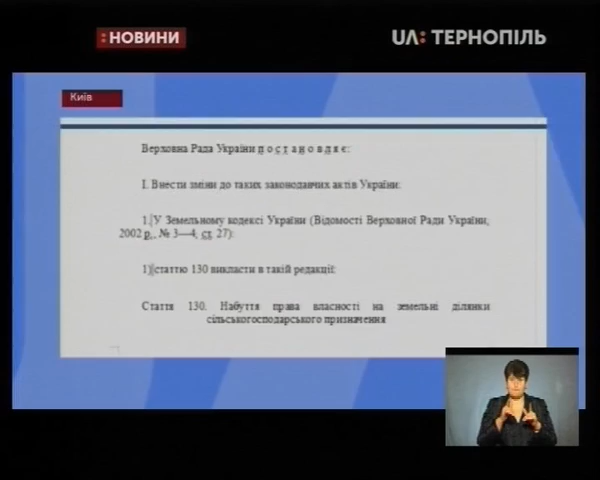 :НОВИНИ
UA: ТЕРНОПІЛЬ
Київ
Верховна Рада України п о с т а н о в л я є:
І. Внести зміни до таких законодавчих актів України:
1. У Земельному кодексі України (Відомості Верховної Ради України,
2002 р., № 3—4, ст. 27):
1) статтю 130 викласти в такій редакції:
Стаття 130. Набуття права власності на земельні ділянки
сільськогосподарського призначення